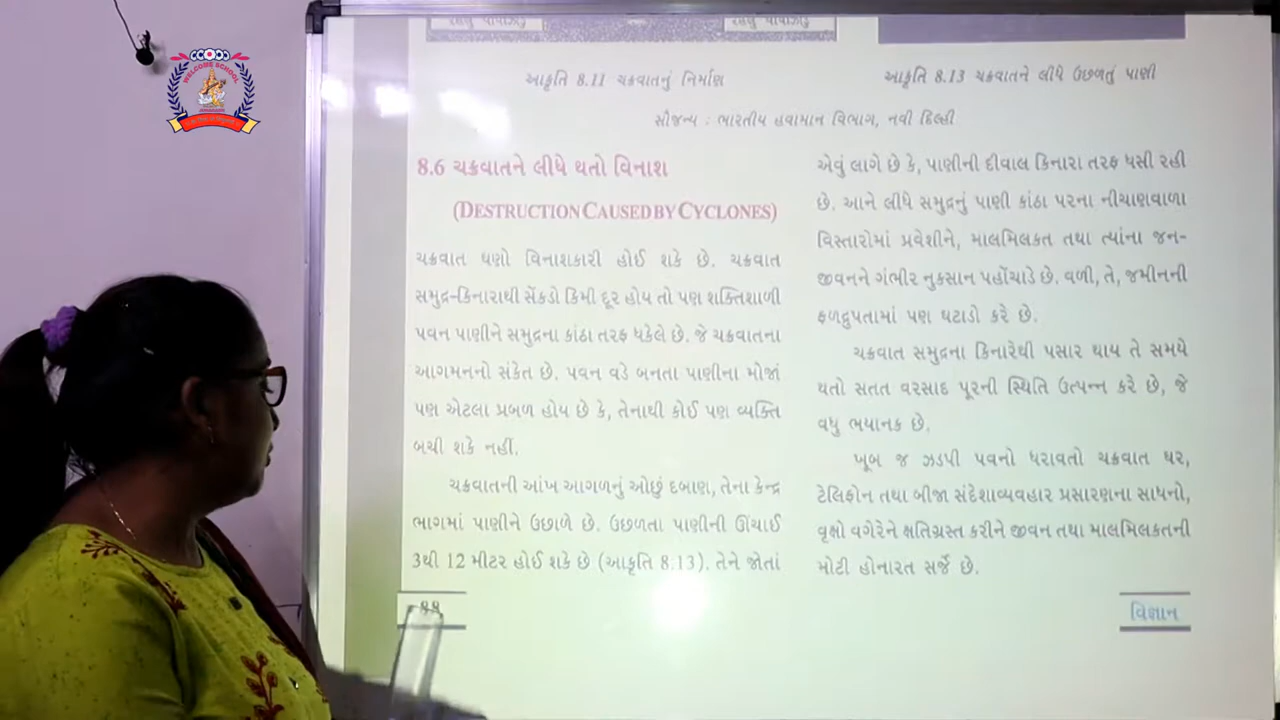 WELCOME SCHOOL
આકૃતિ 8.11 ચક્રવાતનું નિર્માણ
આકૃતિ 8.13 ચક્રવાતને લીધે ઉછળતું પાણી
સૌજન્ય : ભારતીય હવામાન વિભાગ, નવી દિલ્હી
8.6 ચક્રવાતને લીધે થતો વિનાશ
(DESTRUCTION CAUSED BY CYCLONES)
ચક્રવાત ઘણો વિનાશકારી હોઈ શકે છે. ચક્રવાત
સમુદ્ર-કિનારાથી સેંકડો કિમી દૂર હોય તો પણ શક્તિશાળી
પવન પાણીને સમુદ્રના કાંઠા તરફ ધકેલે છે. જે ચક્રવાતના
આગમનનો સંકેત છે. પવન વડે બનતા પાણીના મોજાં
પણ એટલા પ્રબળ હોય છે કે, તેનાથી કોઈ પણ વ્યક્તિ
બચી શકે નહીં.
ચક્રવાતની આંખ આગળનું ઓછું દબાણ, તેના કેન્દ્ર
ભાગમાં પાણીને ઉછાળે છે. ઉછળતા પાણીની ઊંચાઈ
3થી 12 મીટર હોઈ શકે છે (આકૃતિ 8.13). તેને જોતાં
એવું લાગે છે કે, પાણીની દીવાલ કિનારા તરફ ધસી રહી
છે. આને લીધે સમુદ્રનું પાણી કાંઠા પરના નીચાણવાળા
વિસ્તારોમાં પ્રવેશીને, માલમિલકત તથા ત્યાંના જન-
જીવનને ગંભીર નુકસાન પહોંચાડે છે. વળી, તે, જમીનની
ફળદ્રુપતામાં પણ ઘટાડો કરે છે.
ચક્રવાત સમુદ્રના કિનારેથી પસાર થાય તે સમયે
થતો સતત વરસાદ પૂરની સ્થિતિ ઉત્પન્ન કરે છે, જે
વધુ ભયાનક છે.
ખૂબ જ ઝડપી પવનો ધરાવતો ચક્રવાત ઘર,
ટેલિફોન તથા બીજા સંદેશાવ્યવહાર પ્રસારણના સાધનો,
વૃક્ષો વગેરેને ક્ષતિગ્રસ્ત કરીને જીવન તથા માલમિલકતની
મોટી હોનારત સર્જે છે.
વિજ્ઞાન